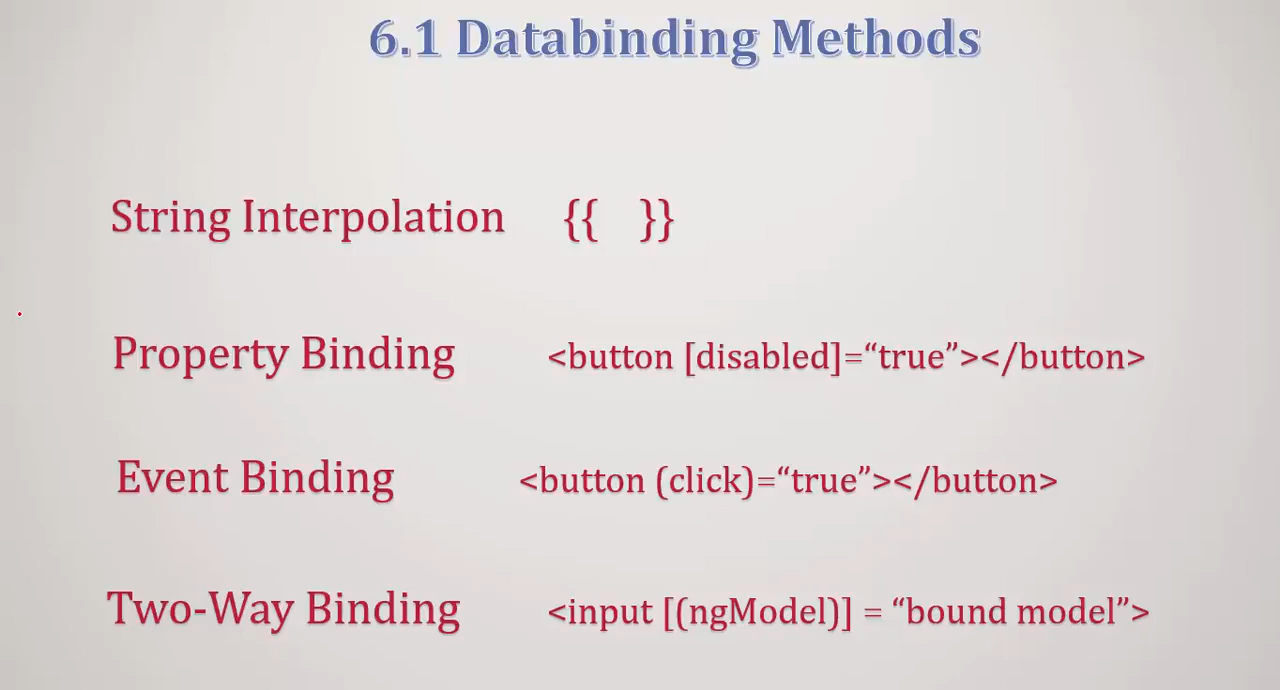 6.1 Databinding Methods
String Interpolation {{ }}
Property Binding <button [disabled]=“true”></button>
Event Binding <button (click)=“true”></button>
Two-Way Binding <input [(ngModel)] = “bound model”>